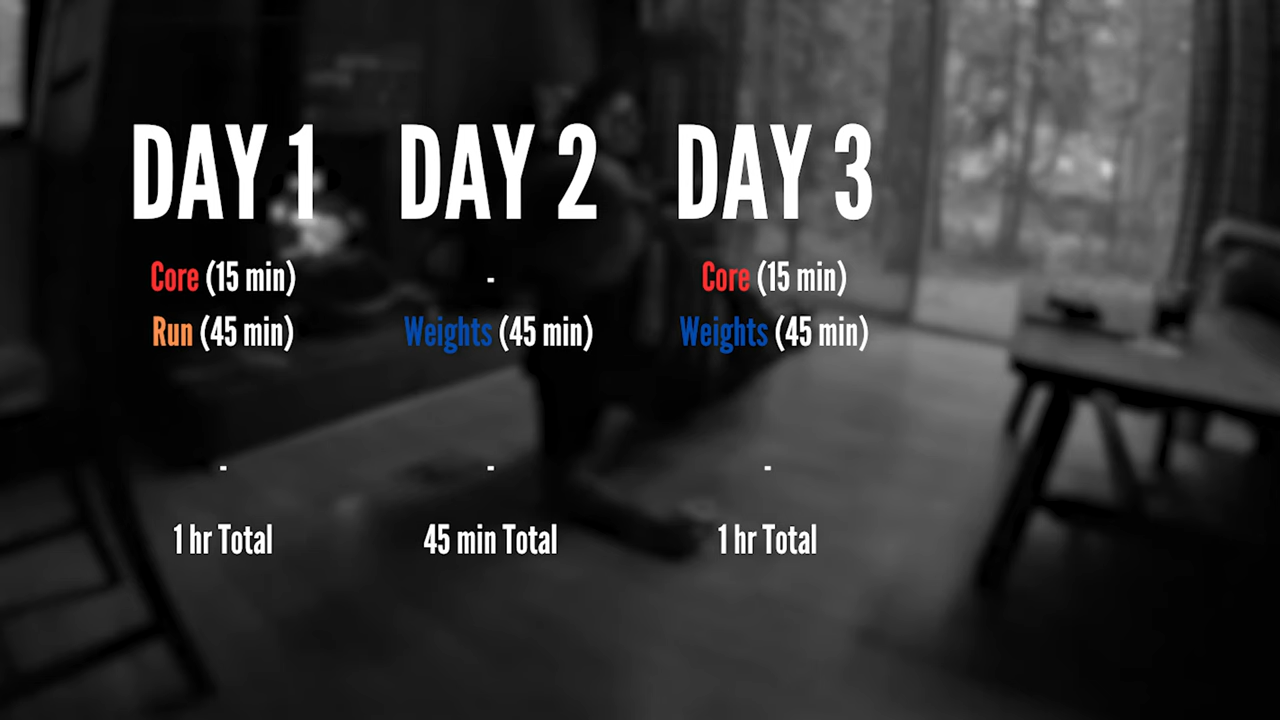 DAY 1 DAY 2 DAY 3
Core (15 min) - Core (15 min)
Run (45 min) Weights (45 min) Weights (45 min)
- - -
1 hr Total 45 min Total 1 hr Total